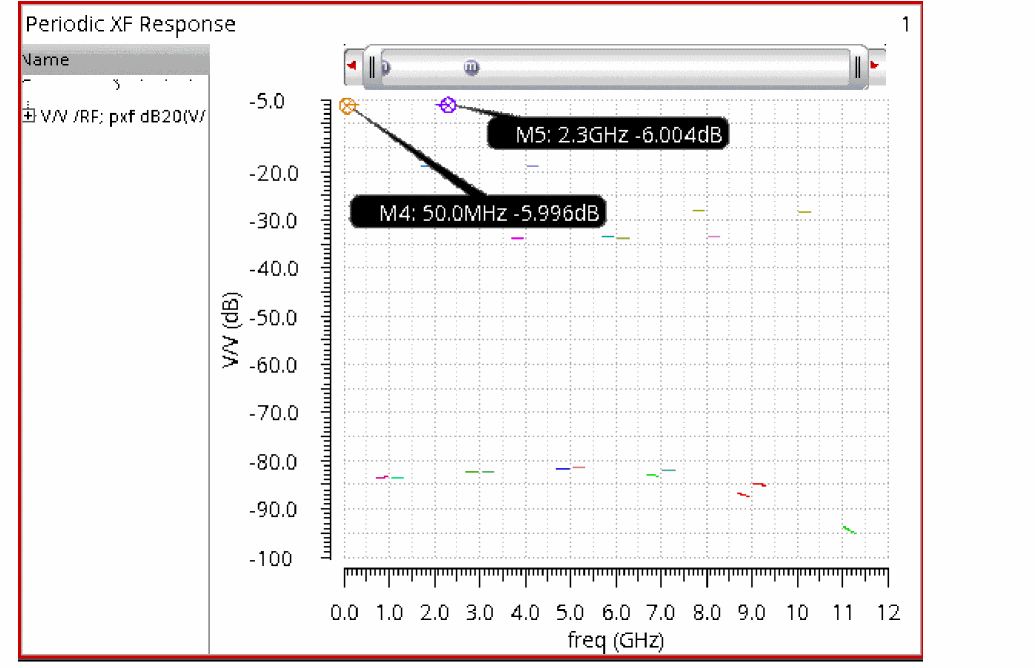 Periodic XF Response
1
Name
V/V /RF; pxf dB20(V/
-5.0
-20.0
-30.0
-40.0
-50.0
-60.0
-70.0
-80.0
-90.0
-100
V/V (dB)
M5: 2.3GHz -6.004dB
M4: 50.0MHz -5.996dB
m
0.0 1.0 2.0 3.0 4.0 5.0 6.0 7.0 8.0 9.0 10 11 12
freq (GHz)